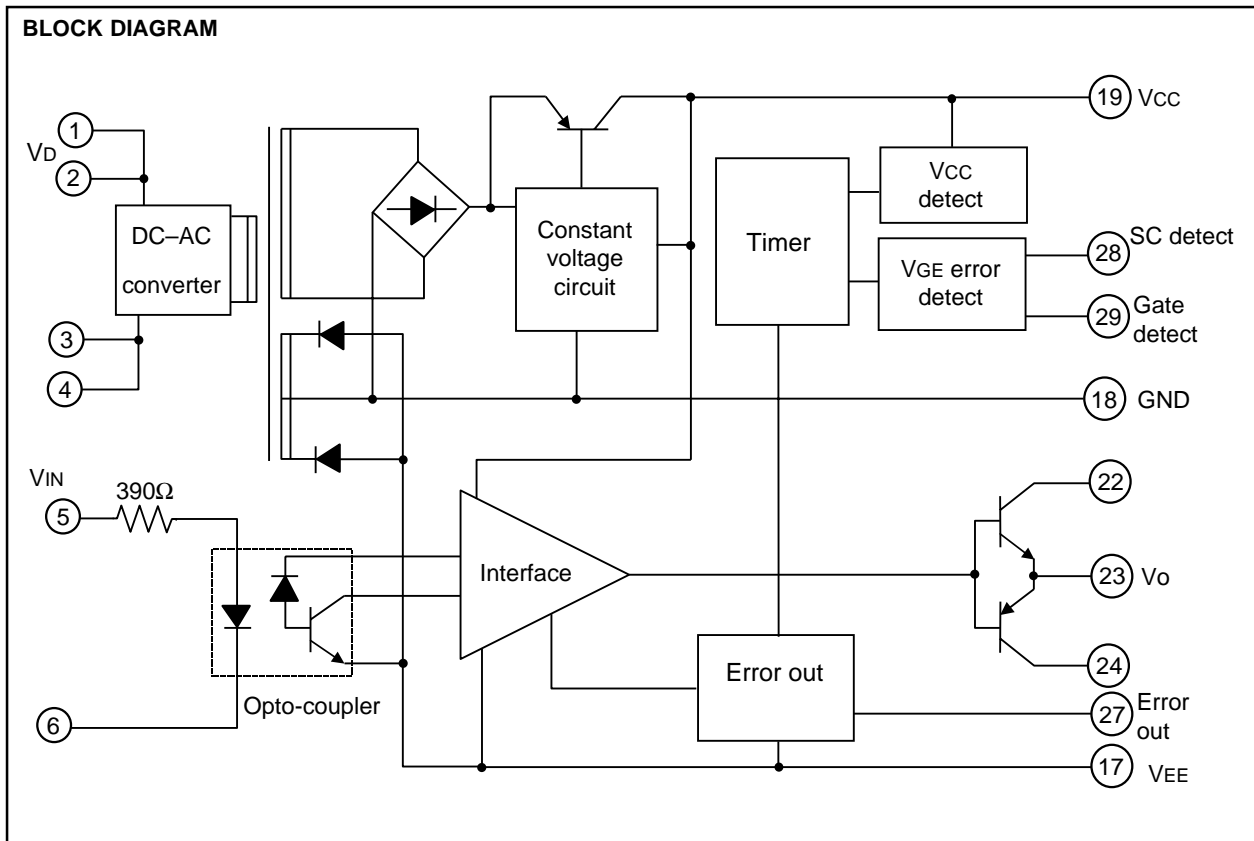 BLOCK DIAGRAM
1
VD
2
DC–AC
converter
3
4
Constant
voltage
circuit
Timer
VCC
detect
VGE error
detect
19 VCC
28 SC detect
29 Gate
detect
18 GND
VIN
5
390Ω
6
Opto-coupler
Interface
Error out
22
23 Vo
24
27 Error
out
17 VEE